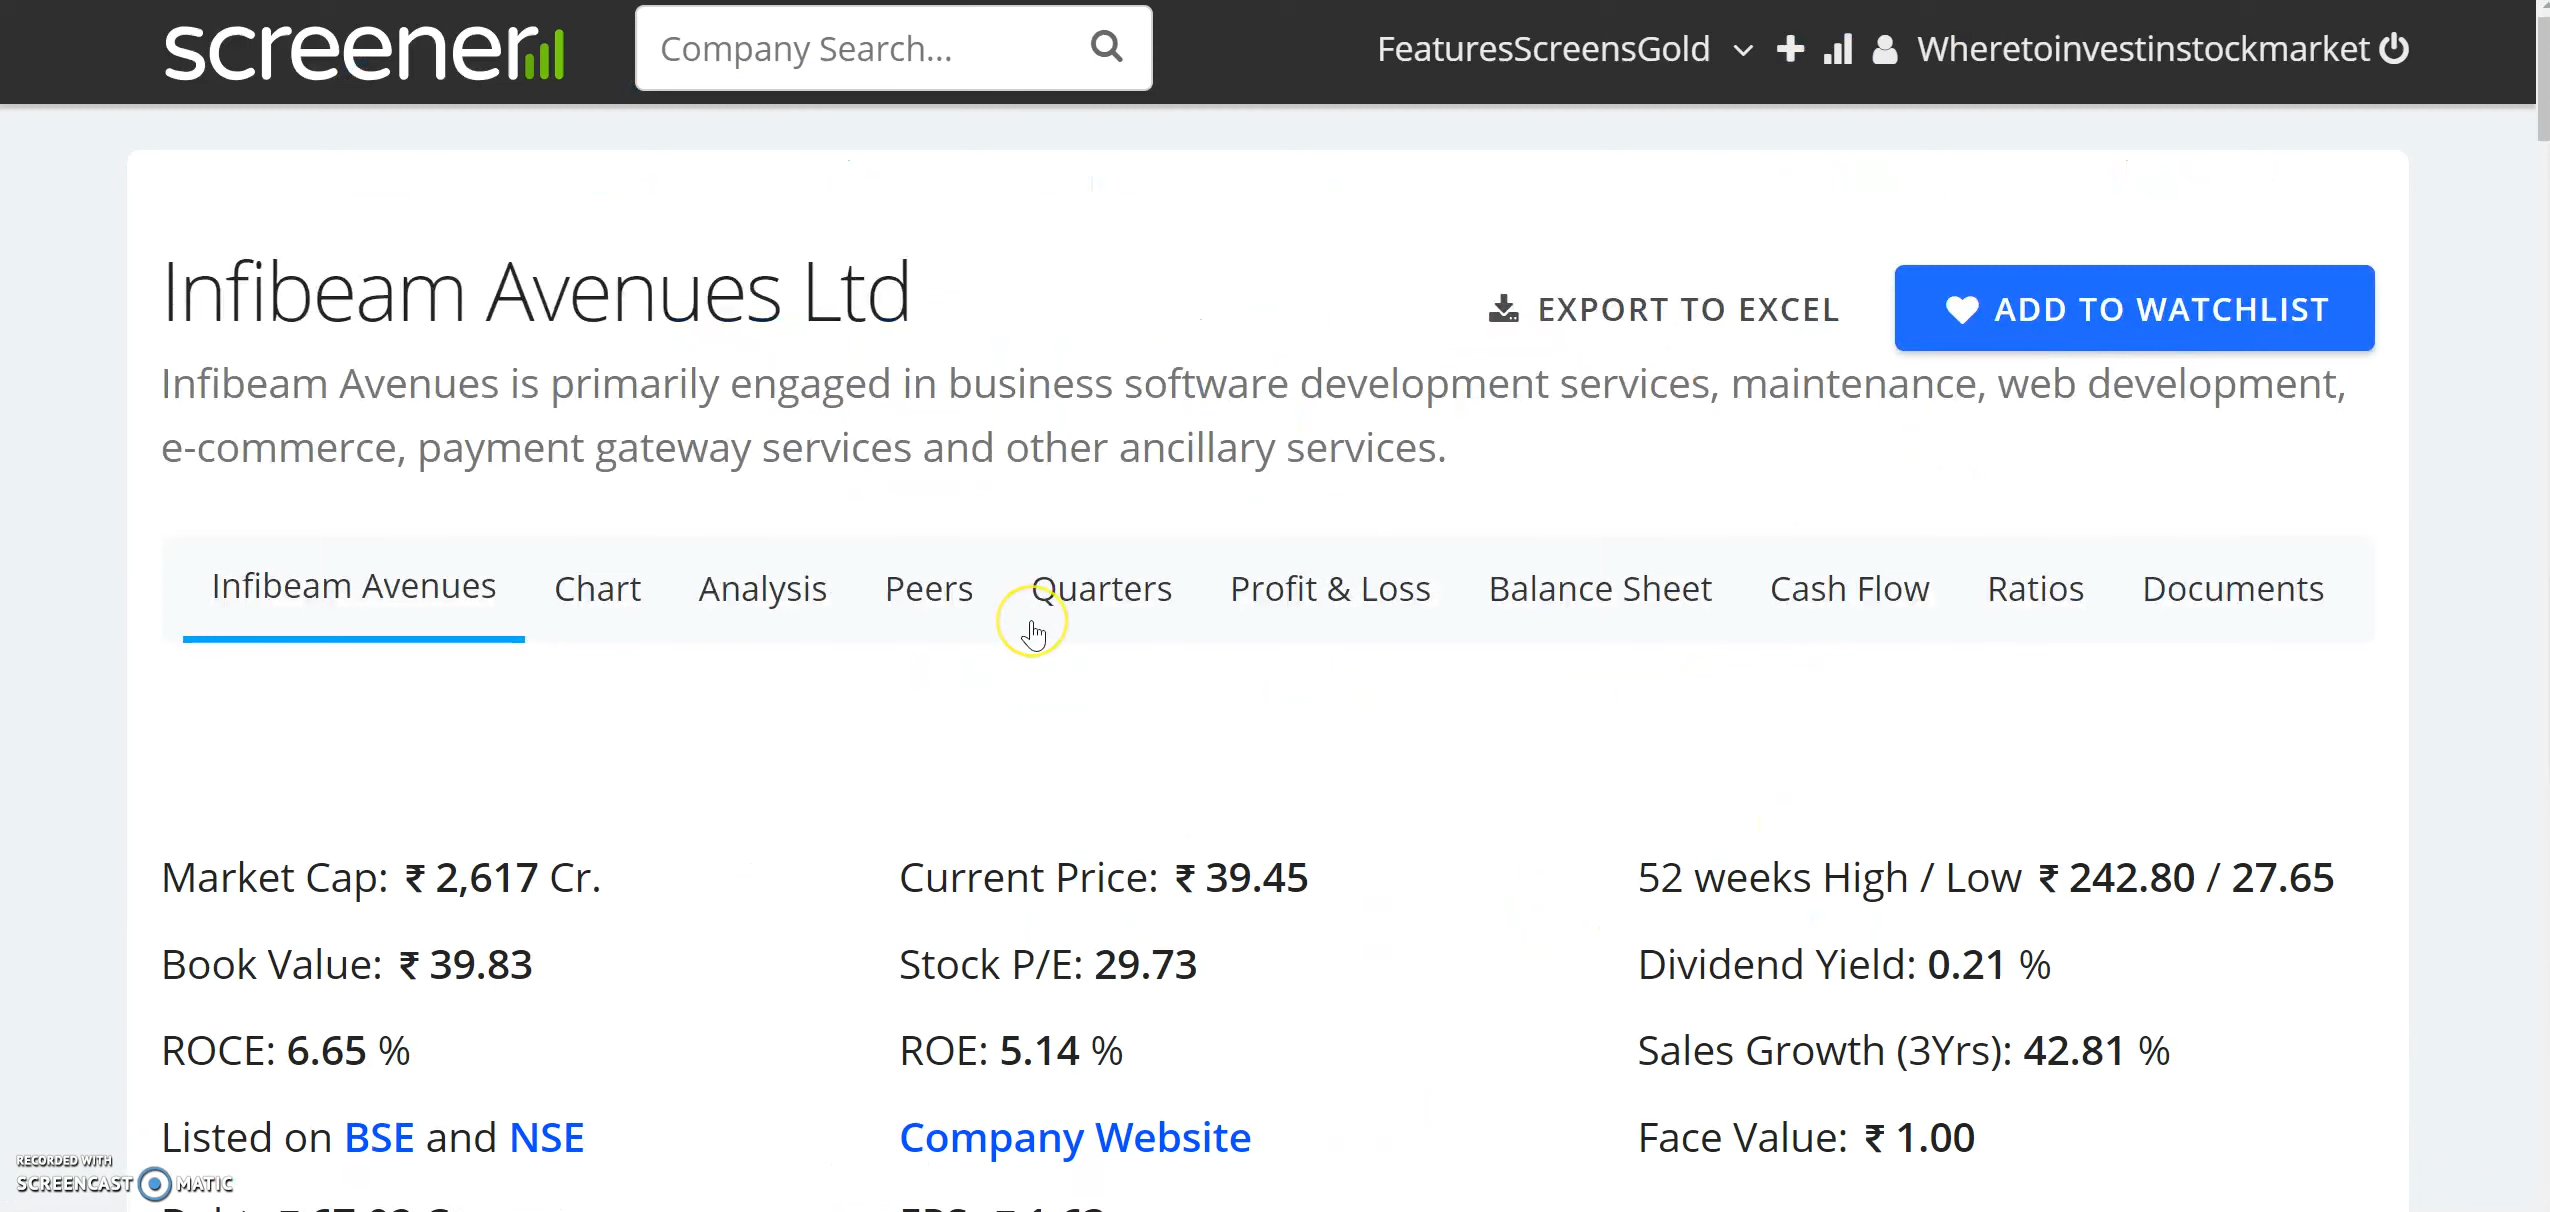 screener
Company Search...
FeaturesScreensGold
Wheretoinvestinstockmarket
Infibeam Avenues Ltd
EXPORT TO EXCEL
ADD TO WATCHLIST
Infibeam Avenues is primarily engaged in business software development services, maintenance, web development,
e-commerce, payment gateway services and other ancillary services.
Infibeam Avenues Chart Analysis Peers Quarters Profit & Loss Balance Sheet Cash Flow Ratios Documents
Market Cap: ₹ 2,617 Cr.
Current Price: ₹ 39.45
52 weeks High / Low ₹ 242.80 / 27.65
Book Value: ₹ 39.83
Stock P/E: 29.73
Dividend Yield: 0.21 %
ROCE: 6.65 %
ROE: 5.14 %
Sales Growth (3Yrs): 42.81 %
Listed on BSE and NSE
Company Website
Face Value: ₹ 1.00
RECORDED WITH
SCREENCAST MATIC